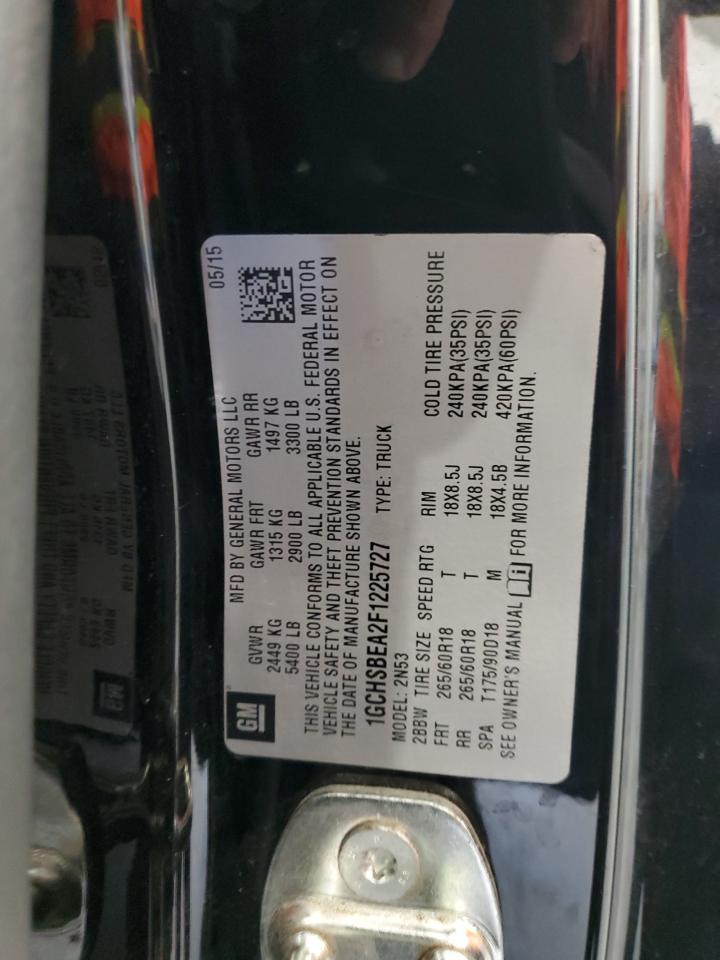 GM
MFD BY GENERAL MOTORS LLC 05/15
GVWR GAWR FRT GAWR RR
2449 KG 1315 KG 1497 KG
5400 LB 2900 LB 3300 LB
THIS VEHICLE CONFORMS TO ALL APPLICABLE U.S. FEDERAL MOTOR
VEHICLE SAFETY AND THEFT PREVENTION STANDARDS IN EFFECT ON
THE DATE OF MANUFACTURE SHOWN ABOVE.
1GCHSBEA2F1225727 TYPE: TRUCK
MODEL: 2N53
2BBW TIRE SIZE SPEED RTG RIM COLD TIRE PRESSURE
FRT 265/60R18 T 18X8.5J 240KPA(35PSI)
RR 265/60R18 T 18X8.5J 240KPA(35PSI)
SPA T175/90D18 M 18X4.5B 420KPA(60PSI)
SEE OWNER'S MANUAL FOR MORE INFORMATION.